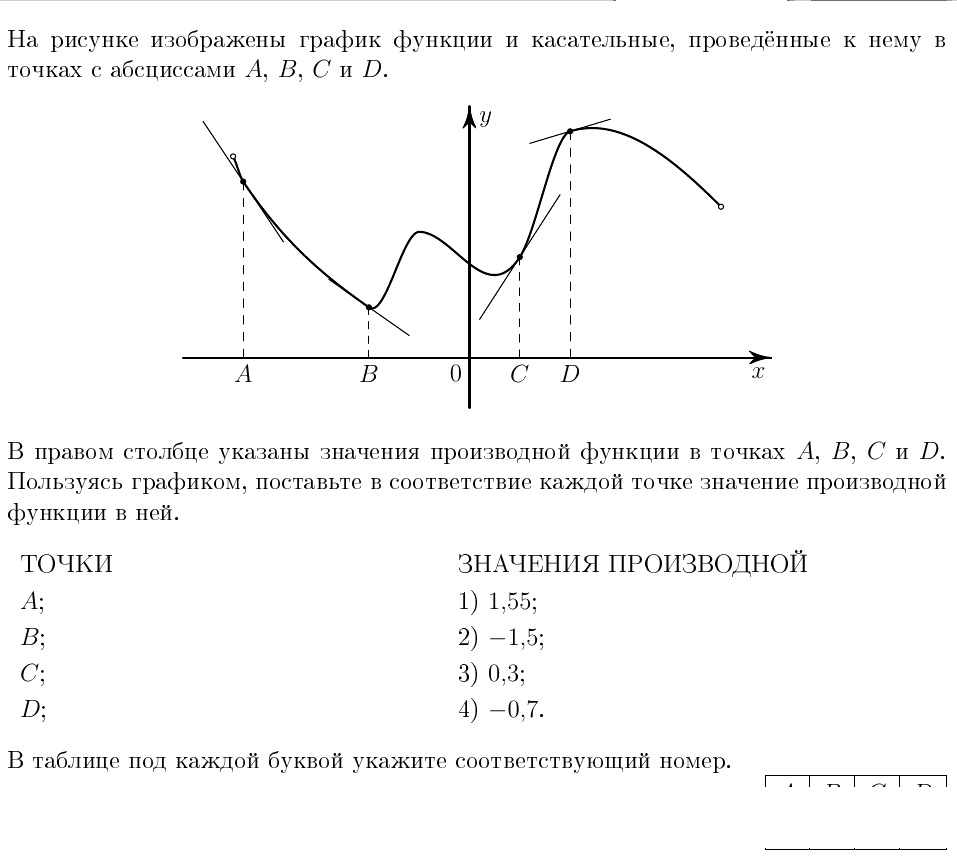 На рисунке изображены график функции и касательные, проведённые к нему в
точках с абсциссами A, B, C и D.
y
A
B
0
C
D
x
В правом столбце указаны значения производной функции в точках A, B, C и D.
Пользуясь графиком, поставьте в соответствие каждой точке значение производной
функции в ней.
ТОЧКИ
ЗНАЧЕНИЯ ПРОИЗВОДНОЙ
A;
1) 1,55;
B;
2) −1,5;
C;
3) 0,3;
D;
4) −0,7.
В таблице под каждой буквой укажите соответствующий номер.